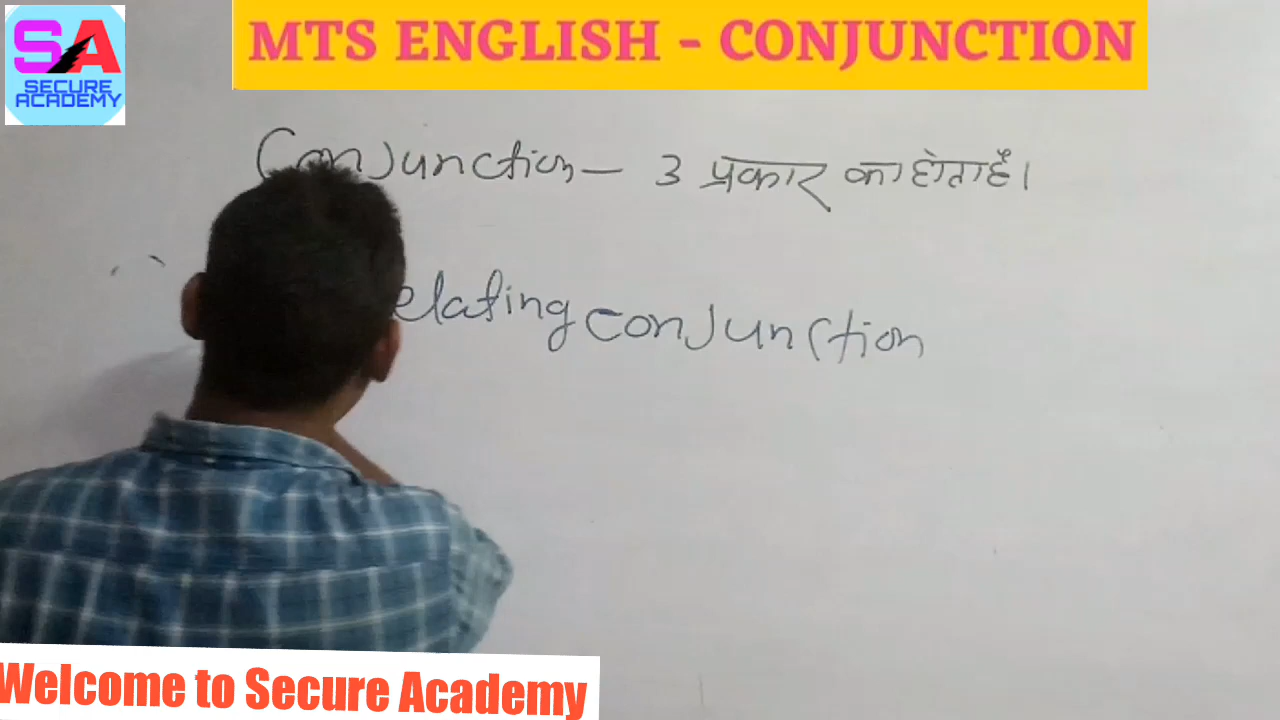 SA
SECURE
ACADEMY
MTS ENGLISH - CONJUNCTION
Conjunction - 3 प्रकार का होता है।
elating conjunction
Welcome to Secure Academy